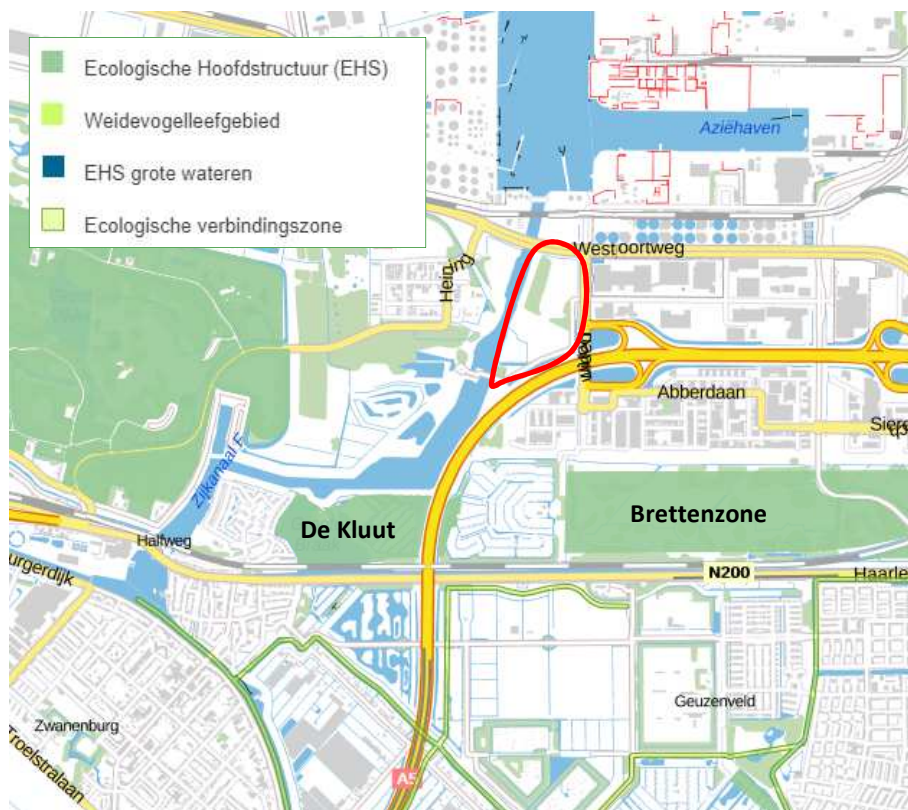 Ecologische Hoofdstructuur (EHS)
Weidevogelleefgebied
EHS grote wateren
Ecologische verbindingszone
Aziëhaven
Heining
Abberdaan
Zijkanaal F
De Kluut
Brettenzone
Halfweg
N200
Haarle
urgerdijk
Geuzenveld
Zwanenburg
Troelstralaan
A5